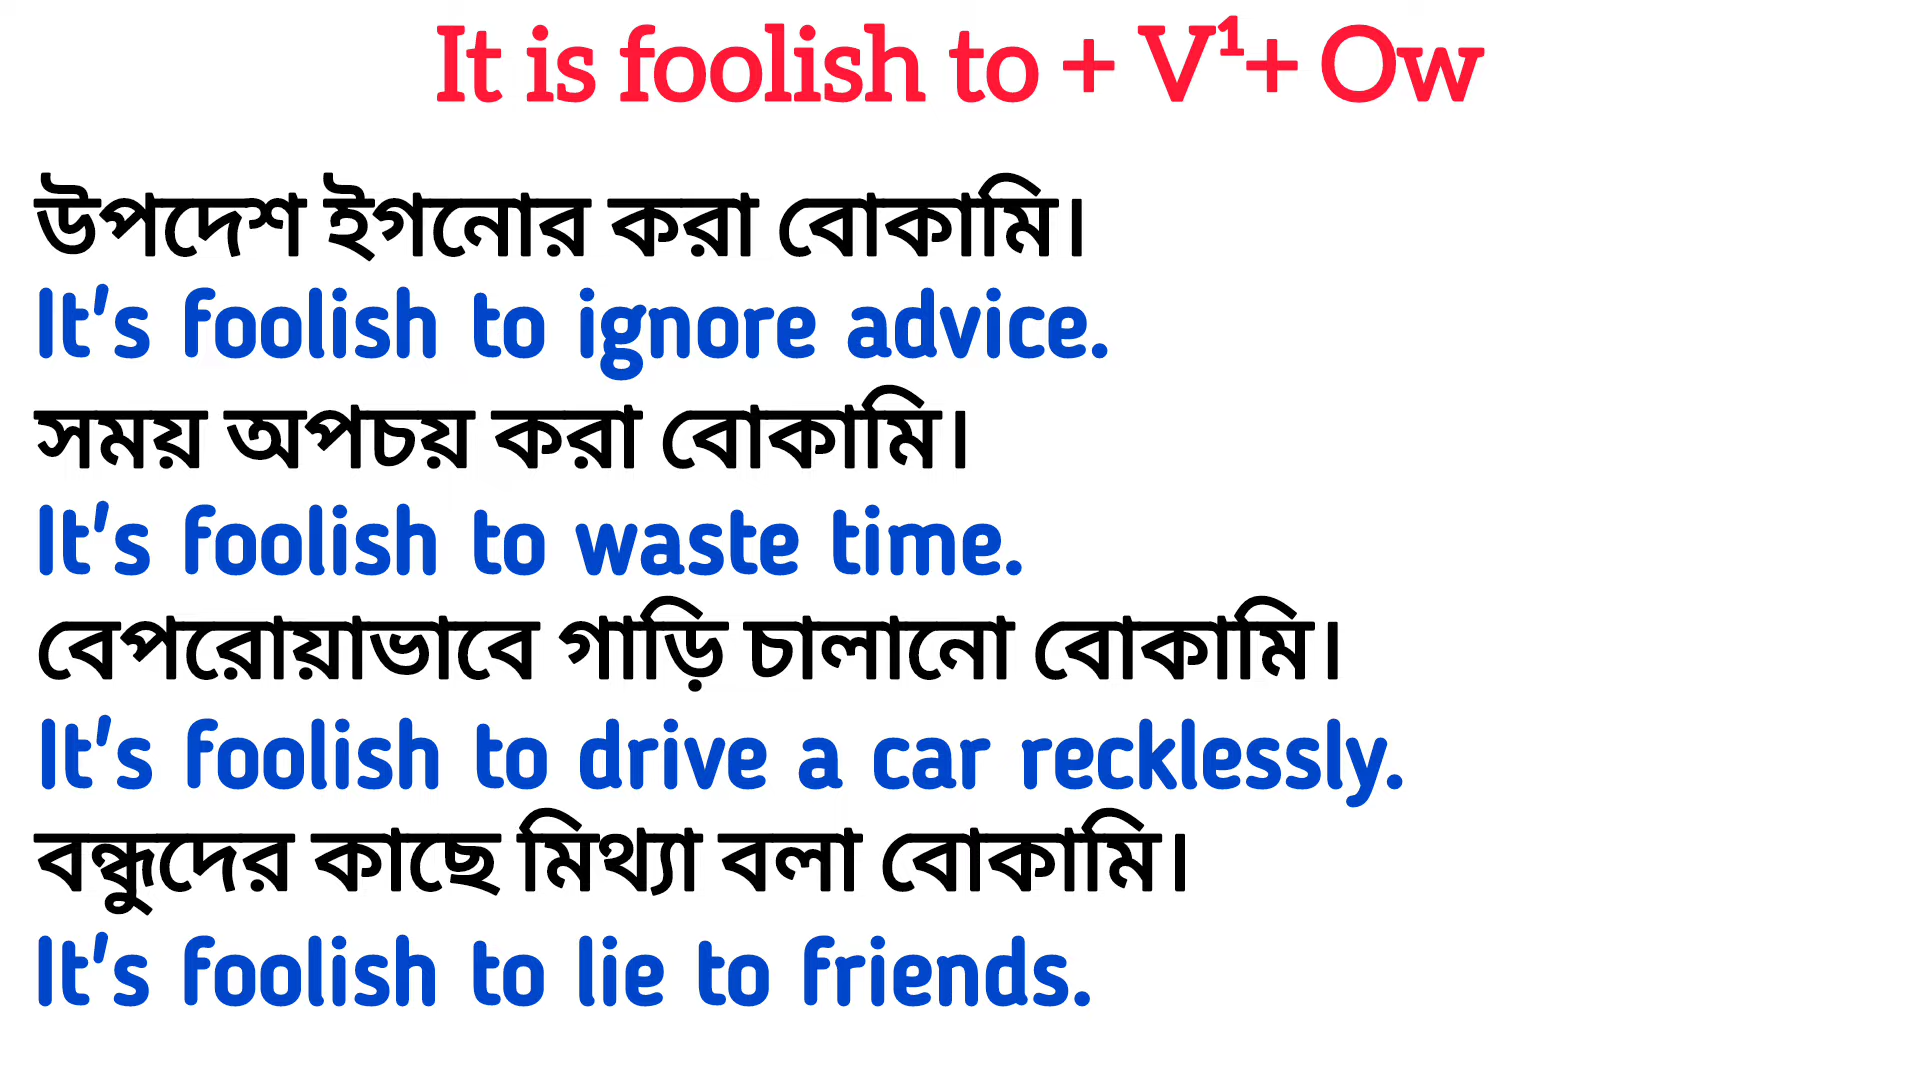 It is foolish to + V¹+ Ow
উপদেশ ইগনোর করা বোকামি।
It's foolish to ignore advice.
সময় অপচয় করা বোকামি।
It's foolish to waste time.
বেপরোয়াভাবে গাড়ি চালানো বোকামি।
It's foolish to drive a car recklessly.
বন্ধুদের কাছে মিথ্যা বলা বোকামি।
It's foolish to lie to friends.